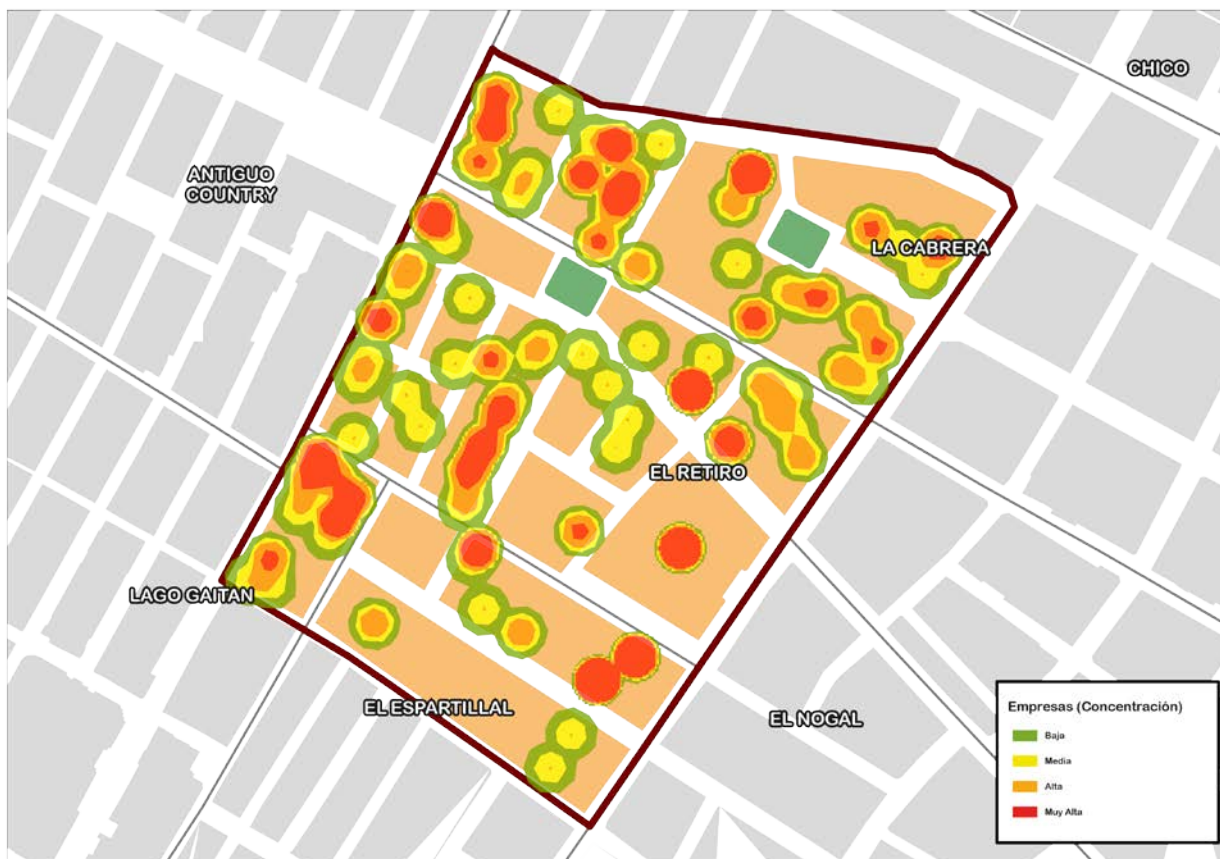 CHICO
ANTIGUO
COUNTRY
LA CABRERA
EL RETIRO
LAGO GAITAN
EL ESPARTILLAL
EL NOGAL
Empresas (Concentración)
Baja
Media
Alta
Muy Alta